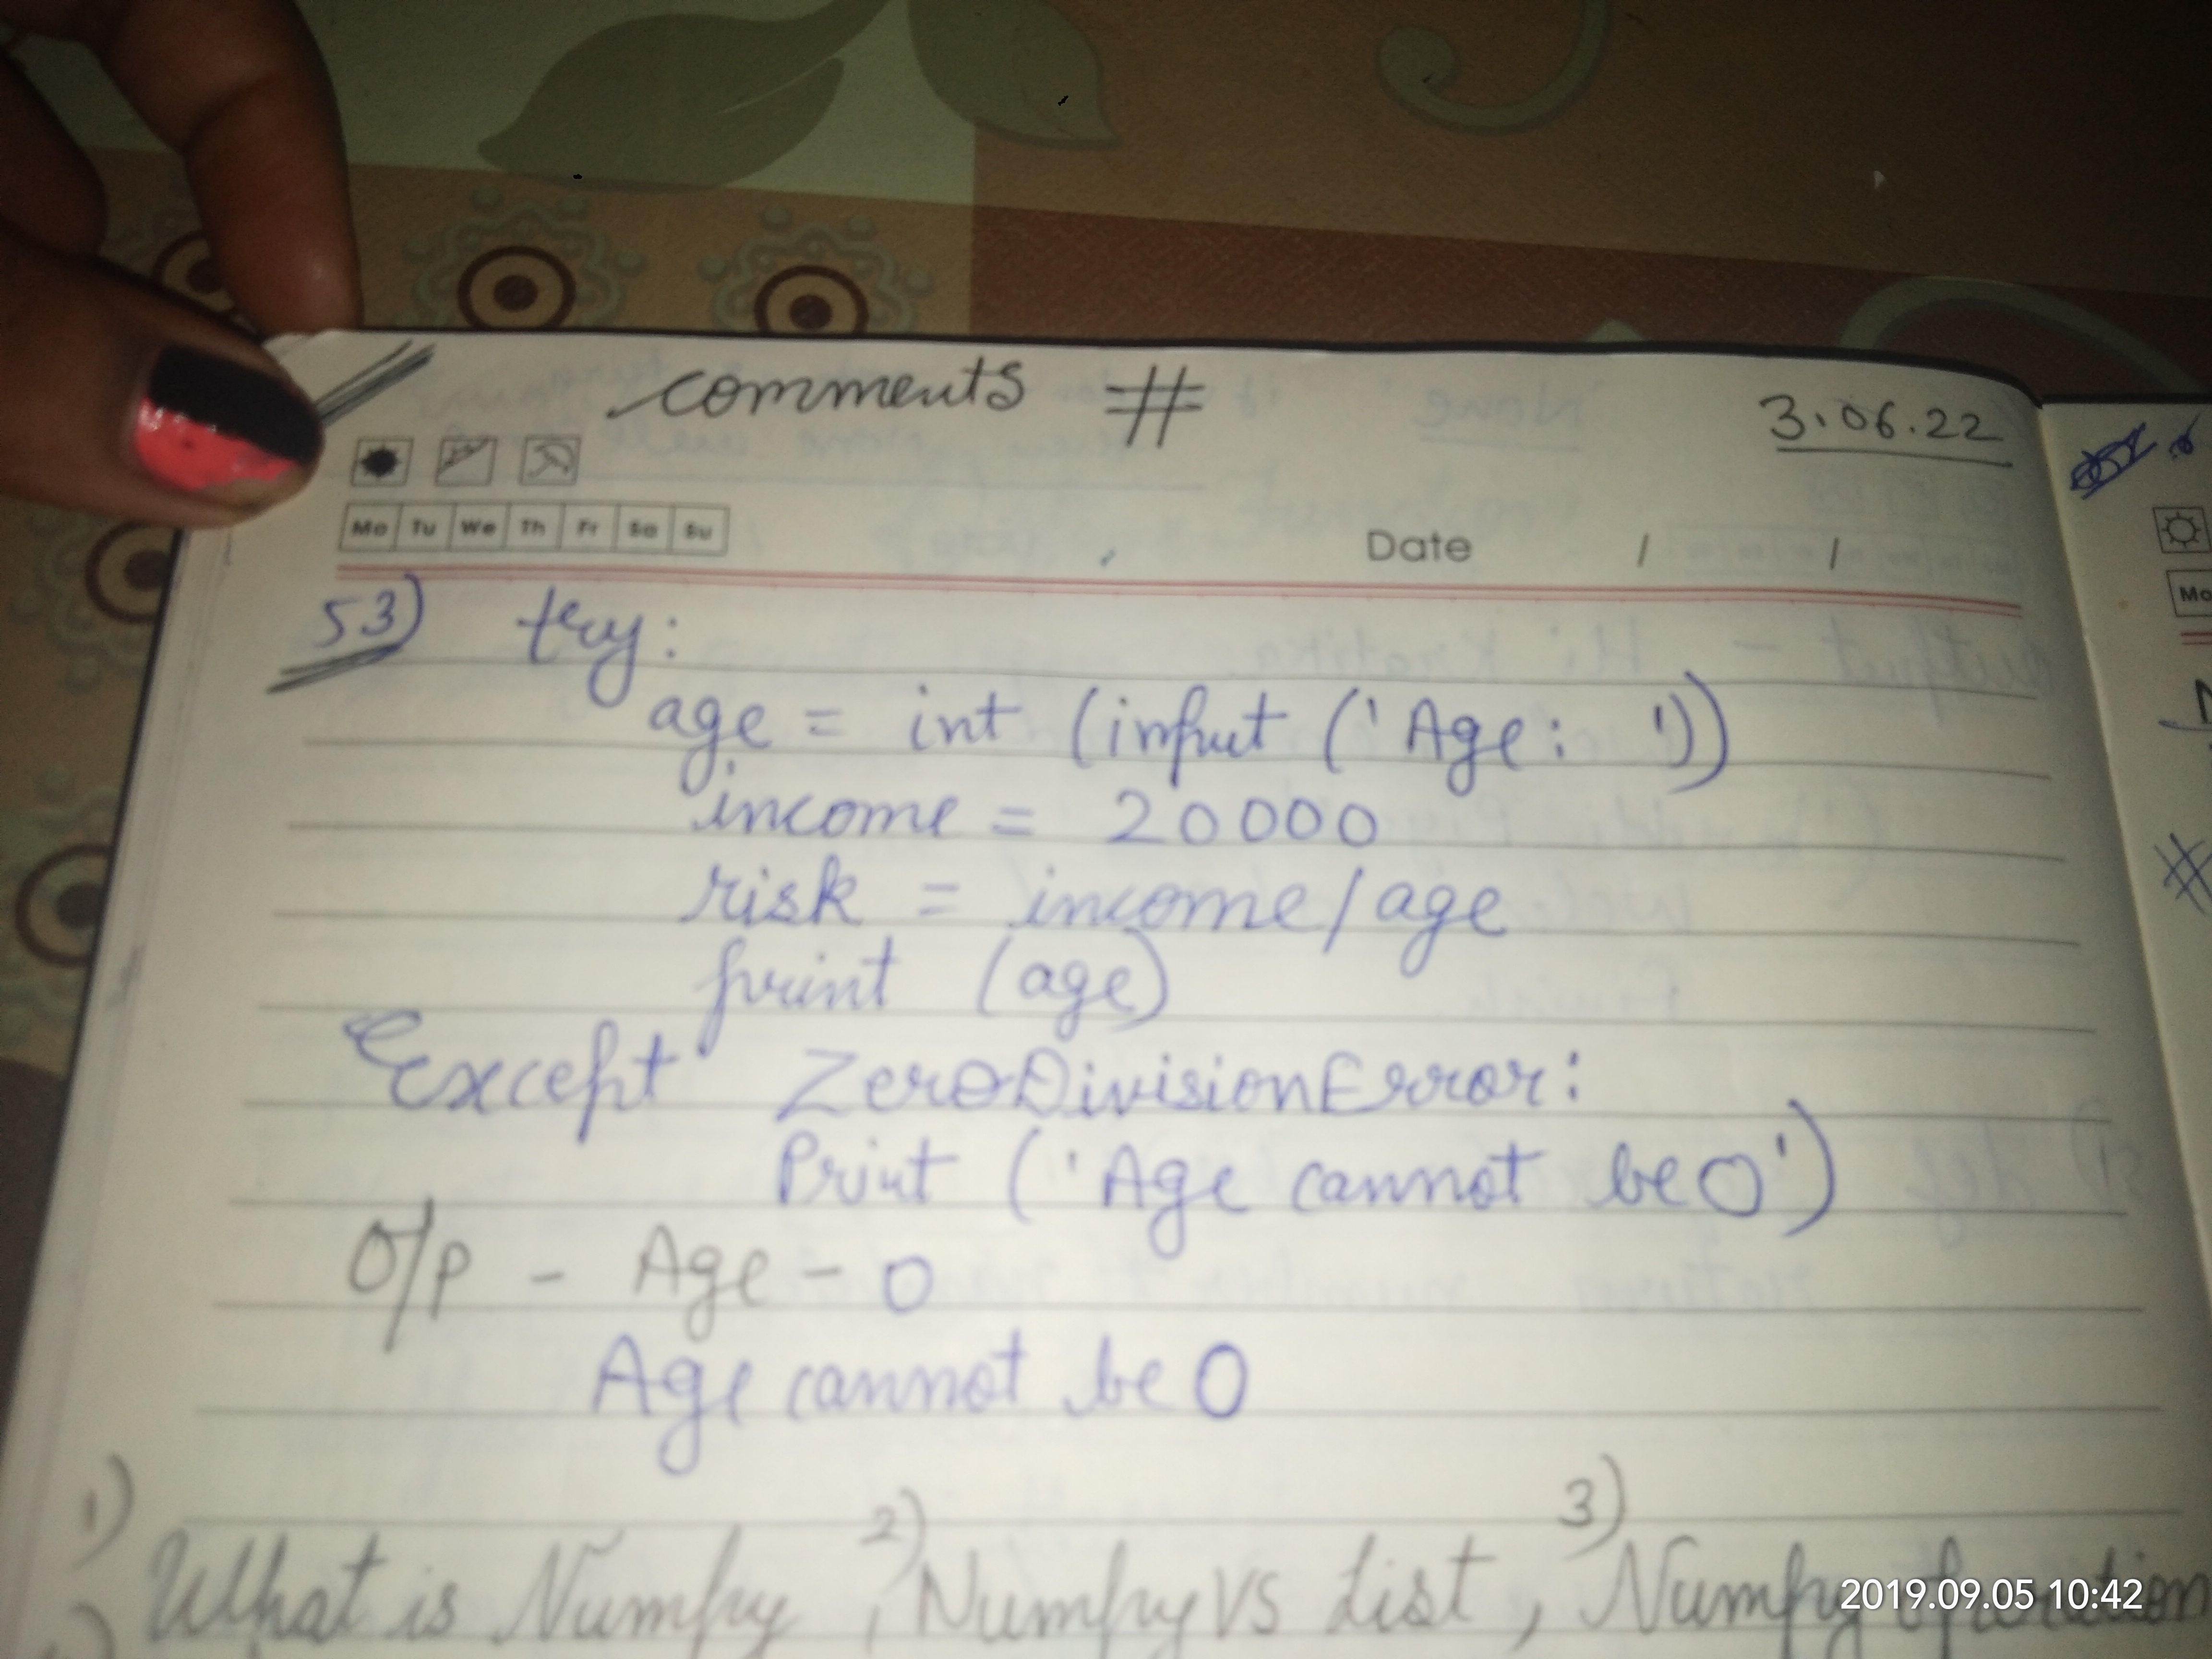 comments #
3.06.22
Mo Tu We Th Fr Sa Su
Date / /
Mo
53) try:
age = int (input ('Age: '))
income = 20000
risk = income/age
print (age)
Except ZeroDivisionError:
Print ('Age cannot be 0')
O/p - Age - 0
Age cannot be 0
1) What is Numpy, 2) Numpy vs List, 3) Numpy
2019.09.05 10:42